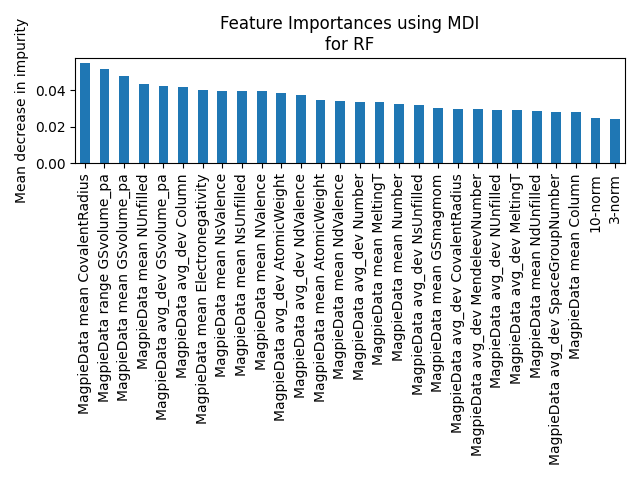 Feature Importances using MDI
for RF
Mean decrease in impurity
0.04
0.02
0.00
MagpieData mean CovalentRadius
MagpieData range GSvolume_pa
MagpieData mean GSvolume_pa
MagpieData mean NUnfilled
MagpieData avg_dev GSvolume_pa
MagpieData avg_dev Column
MagpieData mean Electronegativity
MagpieData mean NsValence
MagpieData mean NsUnfilled
MagpieData mean NValence
MagpieData avg_dev AtomicWeight
MagpieData avg_dev NdValence
MagpieData mean AtomicWeight
MagpieData mean NdValence
MagpieData avg_dev Number
MagpieData mean MeltingT
MagpieData mean Number
MagpieData avg_dev NsUnfilled
MagpieData mean GSmagmom
MagpieData avg_dev CovalentRadius
MagpieData avg_dev MendeleevNumber
MagpieData avg_dev NUnfilled
MagpieData avg_dev MeltingT
MagpieData mean NdUnfilled
MagpieData avg_dev SpaceGroupNumber
MagpieData mean Column
10-norm
3-norm